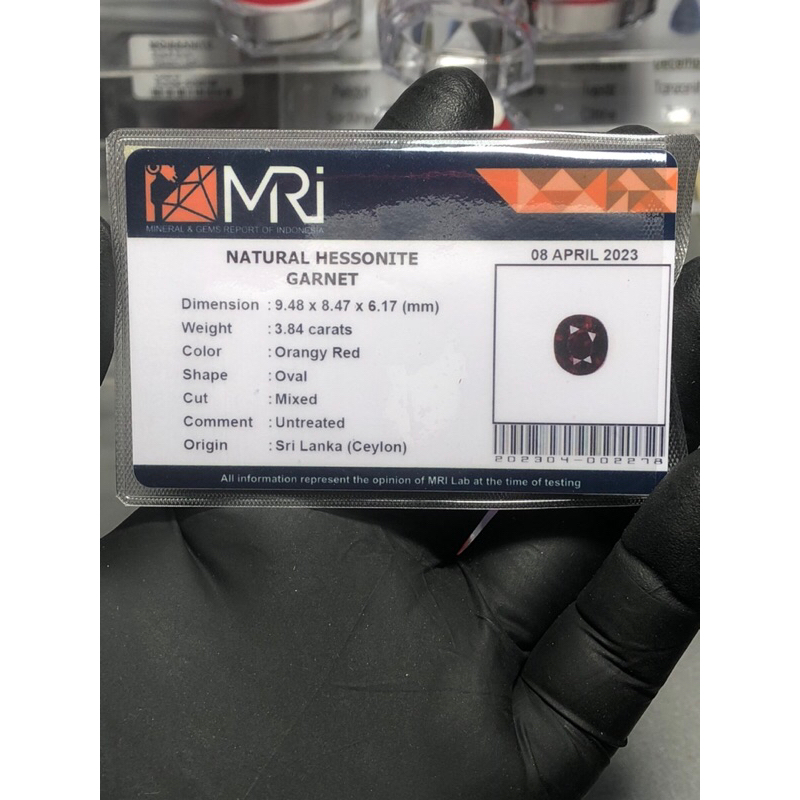 MRi
MINERAL & GEMS REPORT OF INDONESIA
NATURAL HESSONITE
GARNET
Dimension : 9.48 x 8.47 x 6.17 (mm)
Weight : 3.84 carats
Color : Orangy Red
Shape : Oval
Cut : Mixed
Comment : Untreated
Origin : Sri Lanka (Ceylon)
08 APRIL 2023
202304-002278
All information represent the opinion of MRI Lab at the time of testing